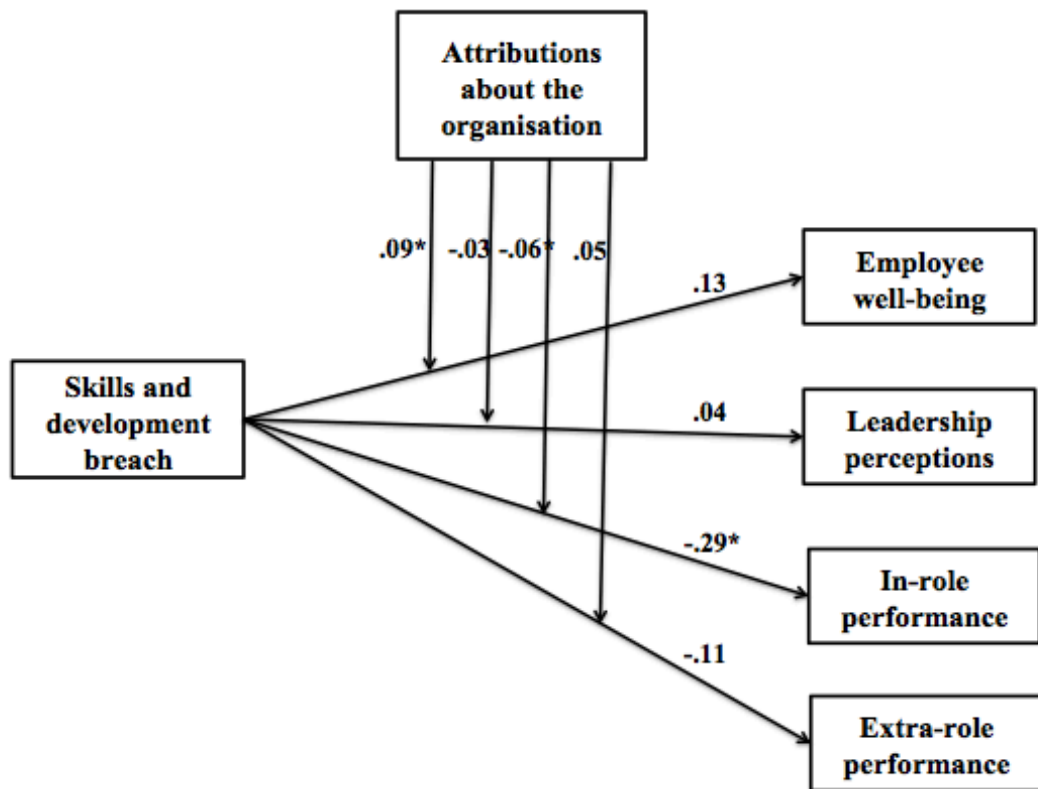 Attributions
about the
organisation
.09*
-.03
-.06*
.05
Employee
well-being
.13
Skills and
development
breach
.04
Leadership
perceptions
-.29*
In-role
performance
-.11
Extra-role
performance